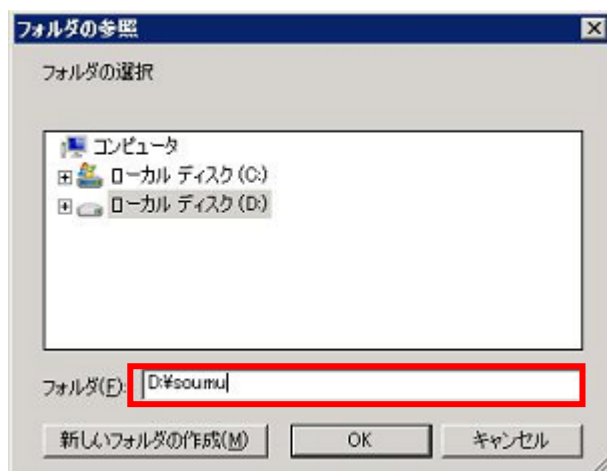 フォルダの参照
フォルダの選択
コンピュータ
ローカル ディスク (C:)
ローカル ディスク (D:)
フォルダ(F): D:¥soumu
新しいフォルダの作成(M) OK キャンセル